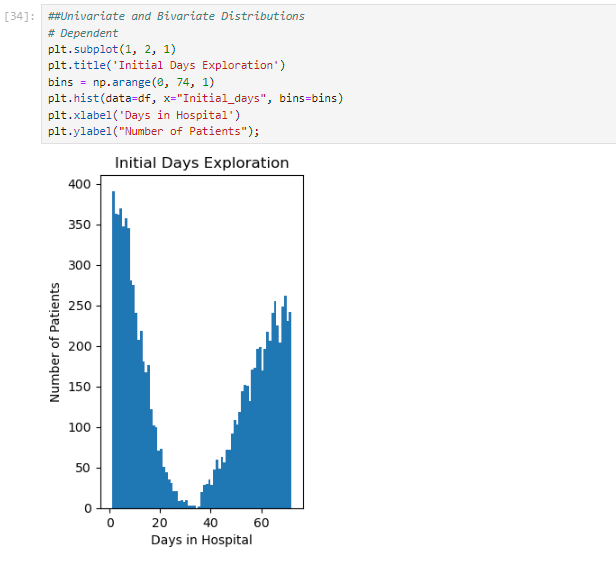 [34]: ##Univariate and Bivariate Distributions
# Dependent
plt.subplot(1, 2, 1)
plt.title('Initial Days Exploration')
bins = np.arange(0, 74, 1)
plt.hist(data=df, x="Initial_days", bins=bins)
plt.xlabel('Days in Hospital')
plt.ylabel("Number of Patients");
Initial Days Exploration
400
350
300
250
200
150
100
50
0
Number of Patients
0 20 40 60
Days in Hospital